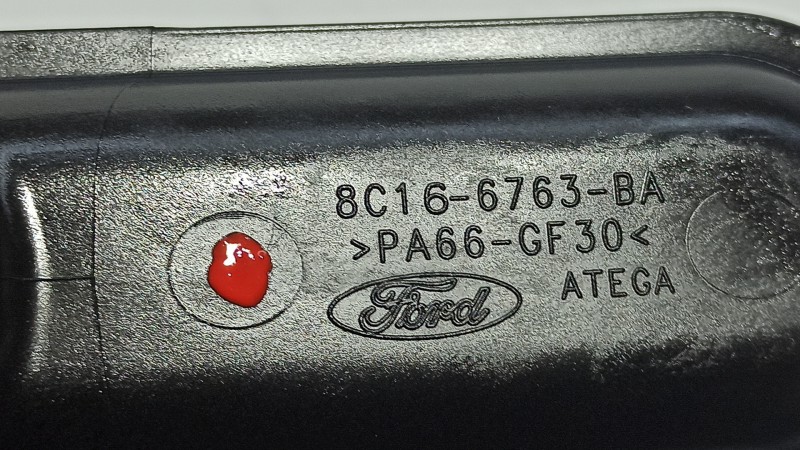 8C16-6763-BA
>PA66-GF30<
Ford
ATEGA